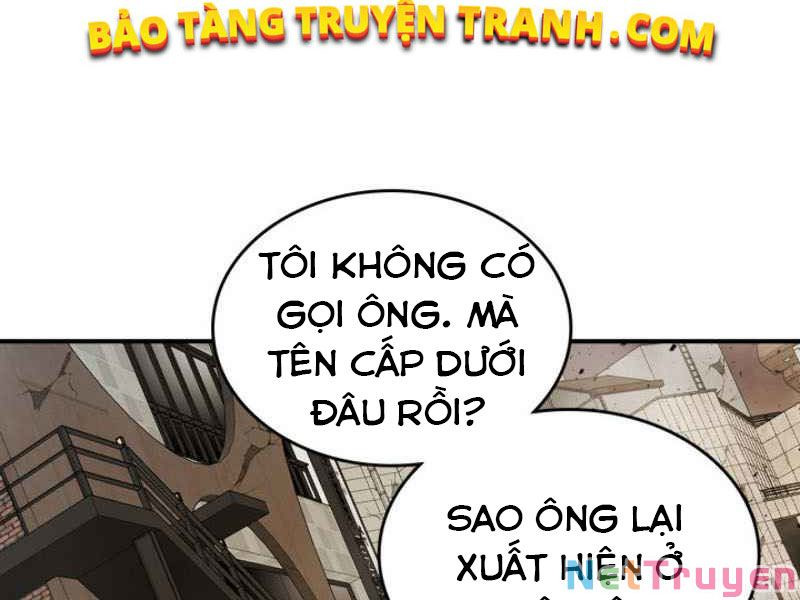 BẢO TÀNG TRUYỆN TRANH.COM
TÔI KHÔNG CÓ
GỌI ÔNG. MÀ
TÊN CẤP DƯỚI
ĐÂU RỒI?
SAO ÔNG LẠI
XUẤT HIỆN Ở
NetTruyen